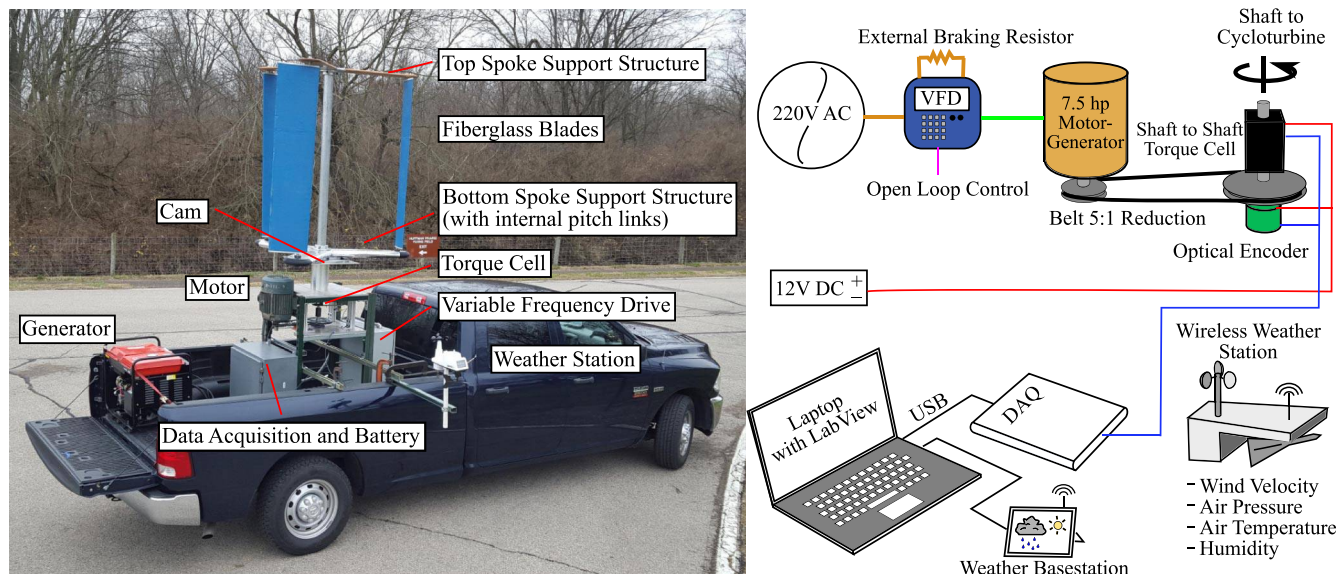 Top Spoke Support Structure
Fiberglass Blades
Bottom Spoke Support Structure
(with internal pitch links)
Cam
Torque Cell
Motor
Variable Frequency Drive
Generator
Weather Station
Data Acquisition and Battery
Shaft to
Cycloturbine
External Braking Resistor
220V AC
VFD
7.5 hp
Motor-
Generator
Shaft to Shaft
Torque Cell
Open Loop Control
Belt 5:1 Reduction
Optical Encoder
12V DC + −
Wireless Weather
Station
Laptop
with LabView
USB
DAQ
- Wind Velocity
- Air Pressure
- Air Temperature
- Humidity
Weather Basestation